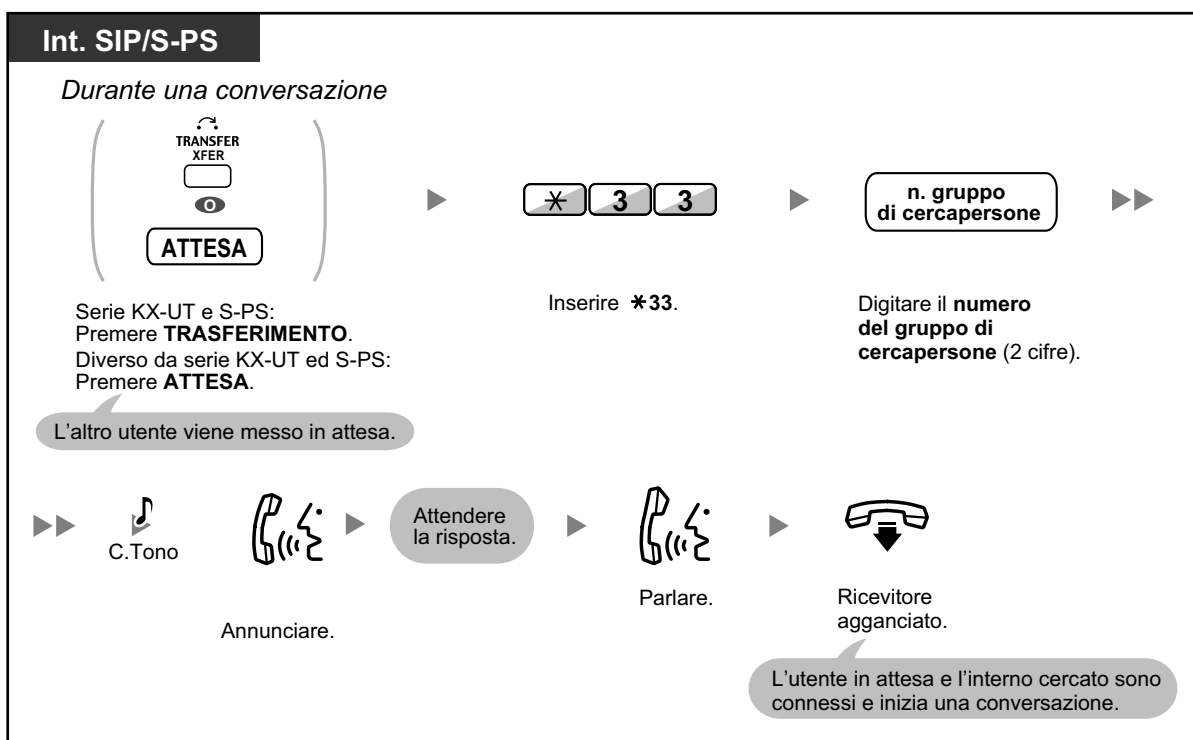 Int. SIP/S-PS
Durante una conversazione
TRANSFER
XFER
O
ATTESA
Serie KX-UT e S-PS:
Premere TRASFERIMENTO.
Diverso da serie KX-UT ed S-PS:
Premere ATTESA.
L'altro utente viene messo in attesa.
* 3 3
Inserire *33.
n. gruppo
di cercapersone
Digitare il numero
del gruppo di
cercapersone (2 cifre).
C.Tono
Annunciare.
Attendere
la risposta.
Parlare.
Ricevitore
agganciato.
L'utente in attesa e l'interno cercato sono
connessi e inizia una conversazione.